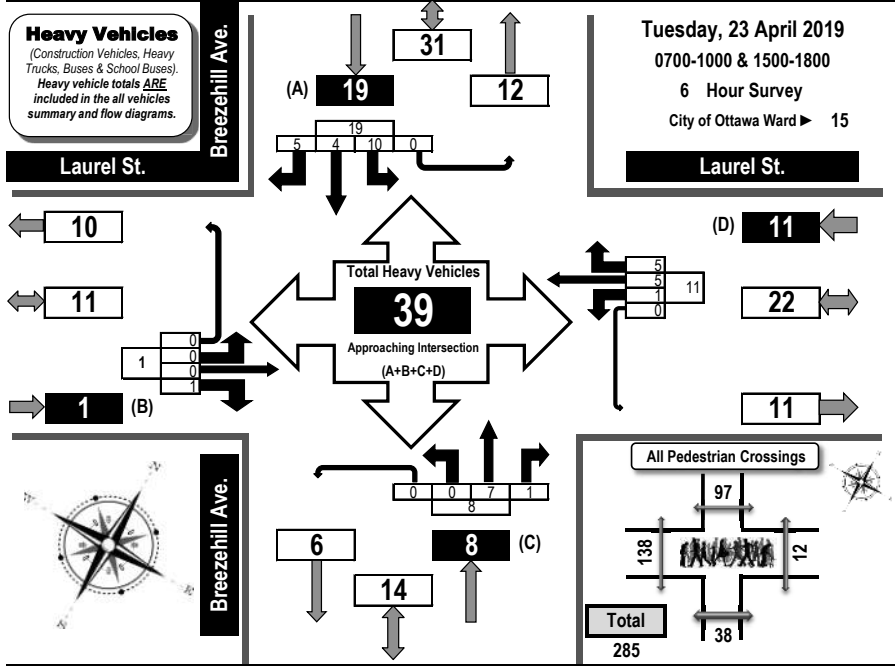 Heavy Vehicles
(Construction Vehicles, Heavy
Trucks, Buses & School Buses).
Heavy vehicle totals ARE
included in the all vehicles
summary and flow diagrams.
Breezehill Ave.
Laurel St.
31
(A) 19
12
19
5 4 10 0
Tuesday, 23 April 2019
0700-1000 & 1500-1800
6 Hour Survey
City of Ottawa Ward ► 15
Laurel St.
10
11
0
0
0
1
1
1 (B)
Total Heavy Vehicles
39
Approaching Intersection
(A+B+C+D)
(D) 11
5
5
1
0
11
22
11
Breezehill Ave.
0 0 7 1
8
6
8 (C)
14
All Pedestrian Crossings
97
138
12
38
Total
285